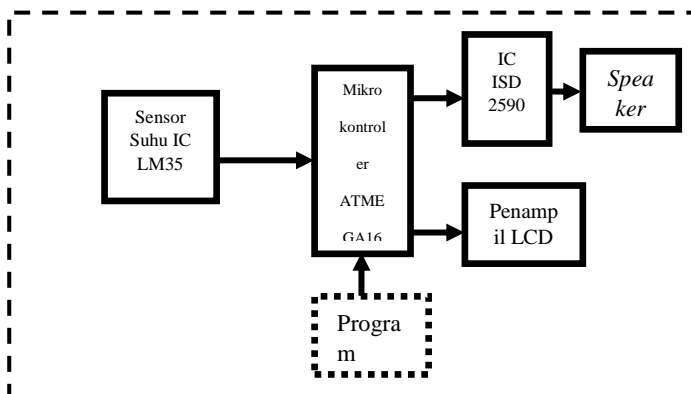 Sensor
Suhu IC
LM35
Mikro
kontrol
er
ATME
GA16
IC
ISD
2590
Spea
ker
Penamp
il LCD
Progra
m